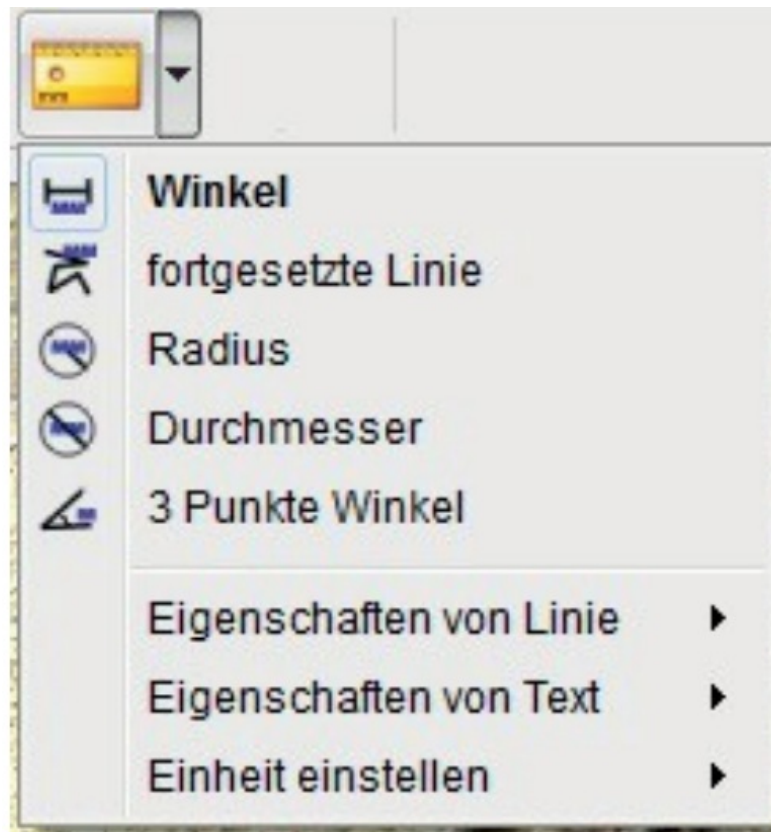 Winkel
fortgesetzte Linie
Radius
Durchmesser
3 Punkte Winkel
Eigenschaften von Linie
Eigenschaften von Text
Einheit einstellen